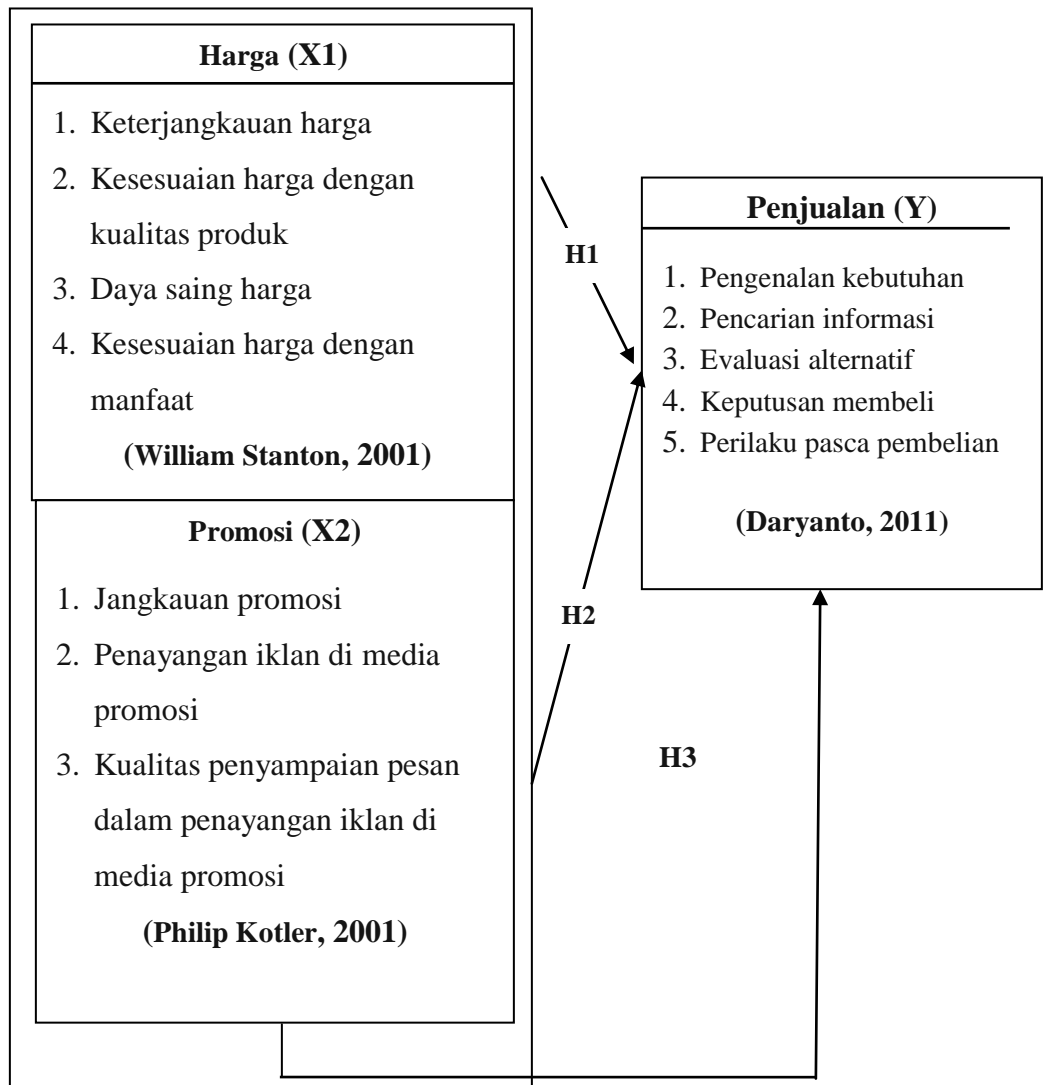 Harga (X1)
1. Keterjangkauan harga
2. Kesesuaian harga dengan
kualitas produk
3. Daya saing harga
4. Kesesuaian harga dengan
manfaat
(William Stanton, 2001)
Promosi (X2)
1. Jangkauan promosi
2. Penayangan iklan di media
promosi
3. Kualitas penyampaian pesan
dalam penayangan iklan di
media promosi
(Philip Kotler, 2001)
H1
H2
H3
Penjualan (Y)
1. Pengenalan kebutuhan
2. Pencarian informasi
3. Evaluasi alternatif
4. Keputusan membeli
5. Perilaku pasca pembelian
(Daryanto, 2011)